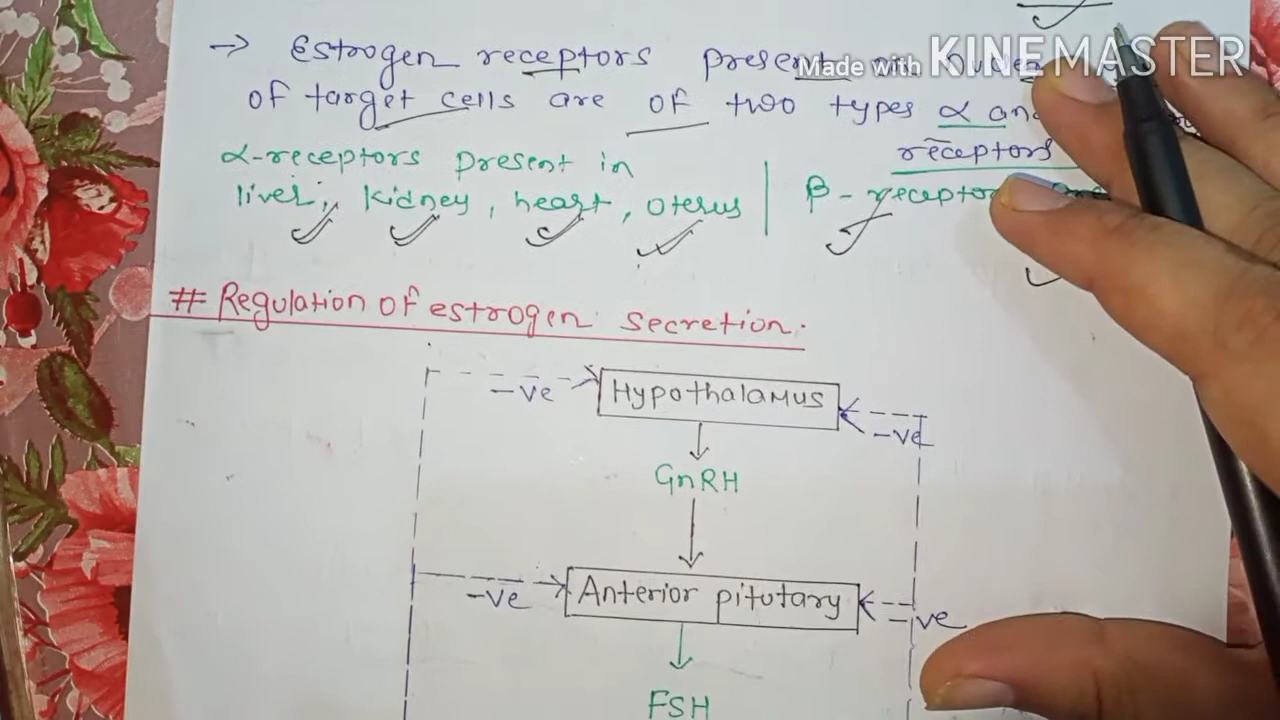 Made with KINEMASTER
→ Estrogen receptors present
of target cells are of two types α
receptors
α-receptors present in
liver, kidney, heart, uterus
β-
# Regulation of estrogen secretion.
-ve
Hypothalamus
-ve
GnRH
-ve
Anterior pitutary
-ve
FSH